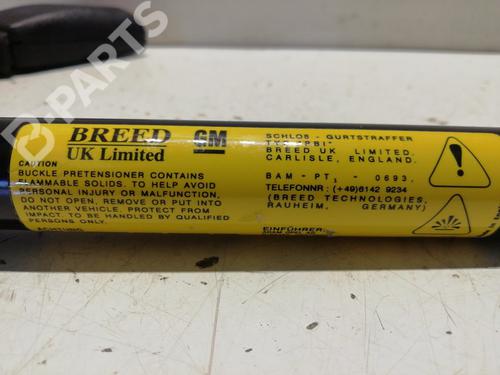 BREED
UK Limited
GM
CAUTION
BUCKLE PRETENSIONER CONTAINS
FLAMMABLE SOLIDS. TO HELP AVOID
PERSONAL INJURY OR MALFUNCTION,
DO NOT OPEN, REMOVE OR PUT INTO
ANOTHER VEHICLE. PROTECT FROM
IMPACT. TO BE HANDLED BY QUALIFIED
PERSONS ONLY.
ACHTUNG
SCHLOß - GURTSTRAFFER
"PBI"
BREED UK LIMITED,
CARLISLE, ENGLAND.
BAM - PT, - 0693,
TELEFONNR: (+49)6142 9234
(BREED TECHNOLOGIES,
RAUHEIM, GERMANY)
EINFÜHRER:
B-PARTS